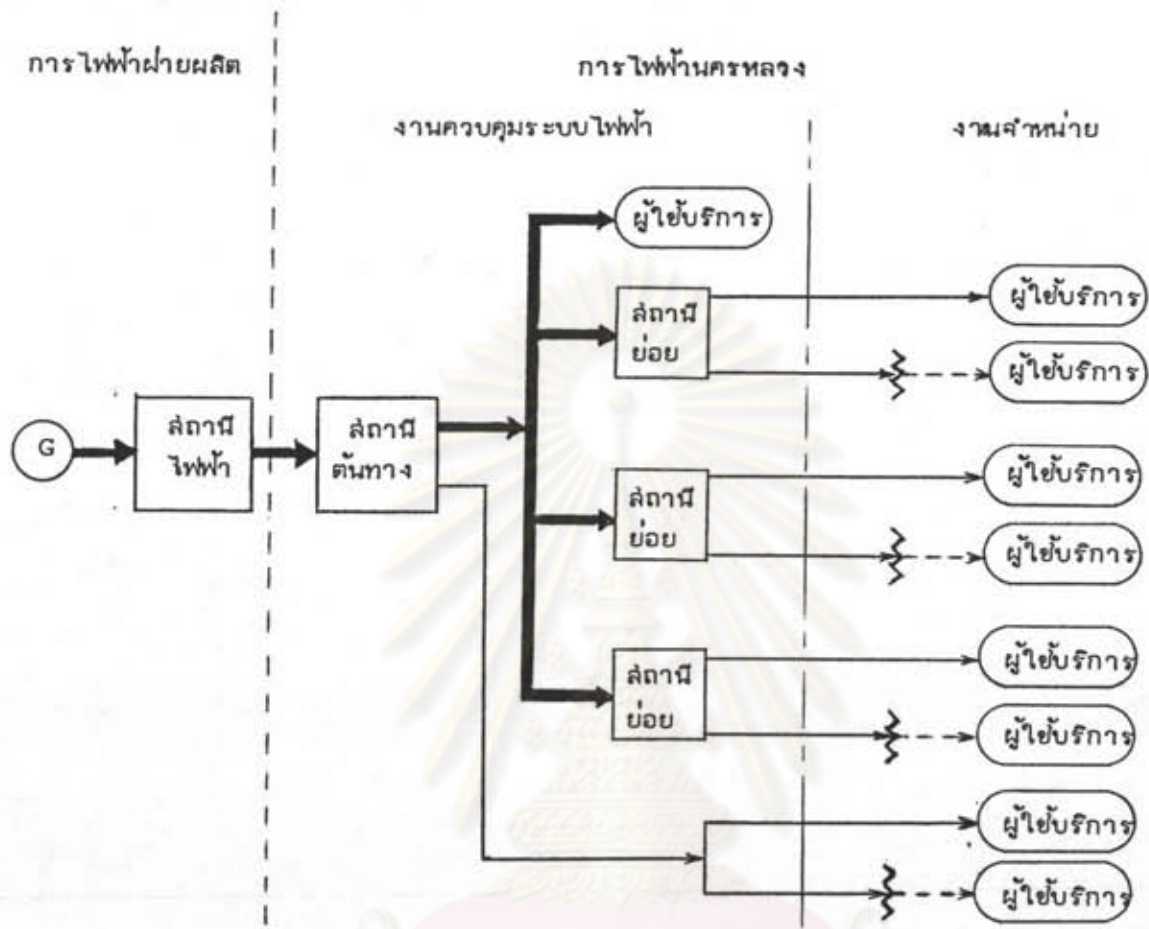 การไฟฟ้าฝ่ายผลิต
การไฟฟ้านครหลวง
งานควบคุมระบบไฟฟ้า
งานจำหน่าย
ผู้ใช้บริการ
ผู้ใช้บริการ
สถานี
ย่อย
ผู้ใช้บริการ
G
สถานี
ไฟฟ้า
สถานี
ต้นทาง
ผู้ใช้บริการ
สถานี
ย่อย
ผู้ใช้บริการ
ผู้ใช้บริการ
สถานี
ย่อย
ผู้ใช้บริการ
ผู้ใช้บริการ
ผู้ใช้บริการ